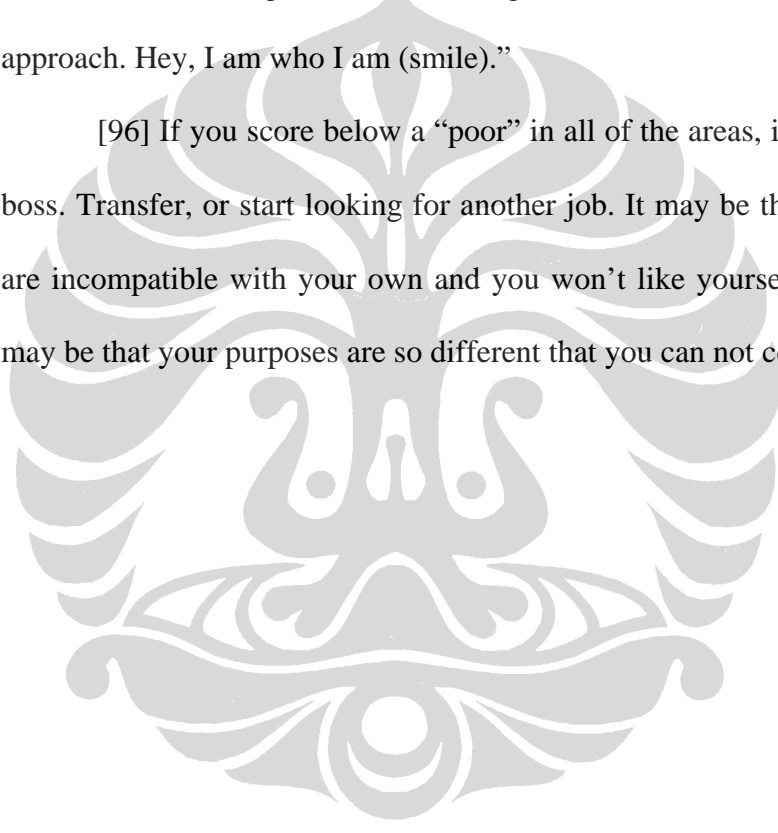 approach. Hey, I am who I am (smile).”
[96] If you score below a “poor” in all of the areas, i
boss. Transfer, or start looking for another job. It may be th
are incompatible with your own and you won’t like yourse
may be that your purposes are so different that you can not c